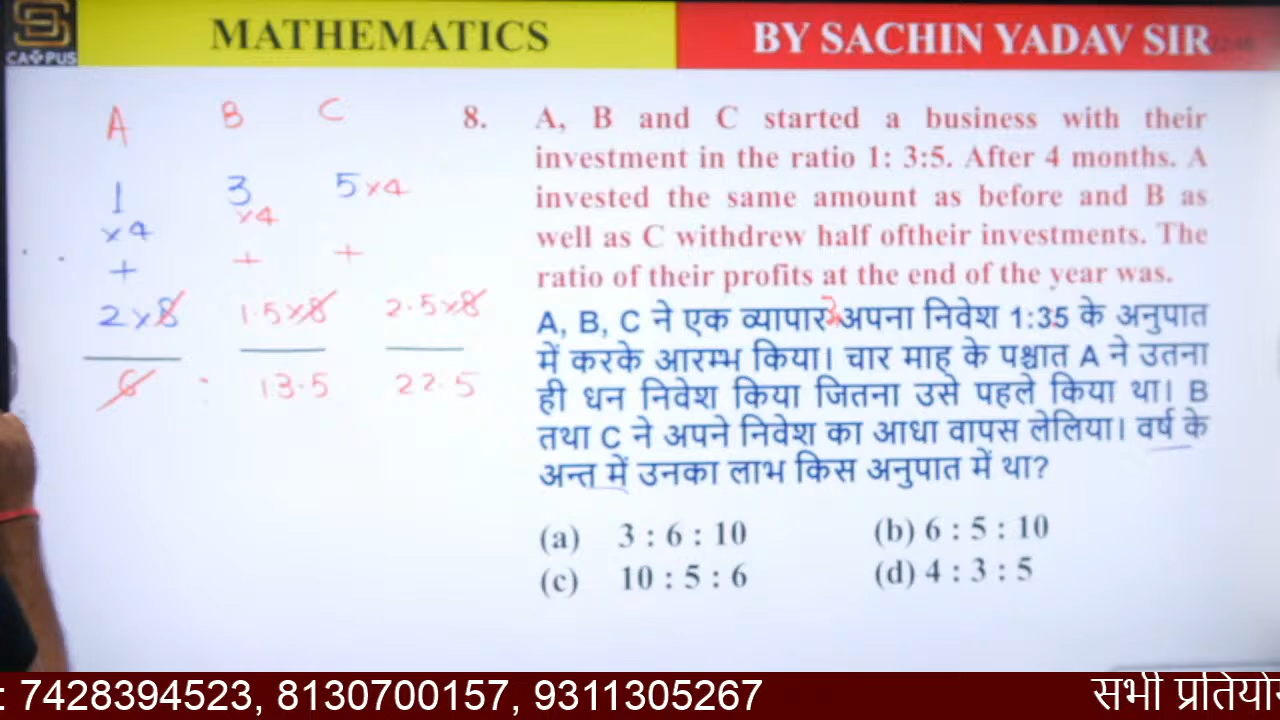 CAMPUS
MATHEMATICS
BY SACHIN YADAV SIR
A B C
1 3 5×4
×4 ×4
+ + +
2×8 1.5×8 2.5×8
6 : 13.5 22.5
8. A, B and C started a business with their
investment in the ratio 1: 3:5. After 4 months. A
invested the same amount as before and B as
well as C withdrew half oftheir investments. The
ratio of their profits at the end of the year was.
A, B, C ने एक व्यापार अपना निवेश 1:35 के अनुपात
में करके आरम्भ किया। चार माह के पश्चात A ने उतना
ही धन निवेश किया जितना उसे पहले किया था। B
तथा C ने अपने निवेश का आधा वापस लेलिया। वर्ष के
अन्त में उनका लाभ किस अनुपात में था?
(a) 3 : 6 : 10 (b) 6 : 5 : 10
(c) 10 : 5 : 6 (d) 4 : 3 : 5
: 7428394523, 8130700157, 9311305267 सभी प्रतियो